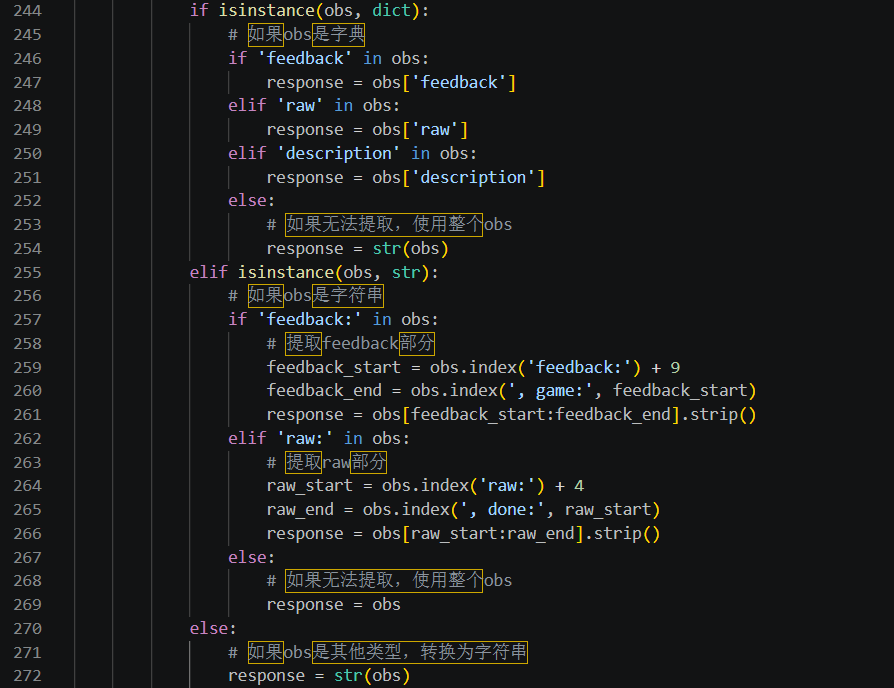 244 if isinstance(obs, dict):
245 # 如果obs是字典
246 if 'feedback' in obs:
247 response = obs['feedback']
248 elif 'raw' in obs:
249 response = obs['raw']
250 elif 'description' in obs:
251 response = obs['description']
252 else:
253 # 如果无法提取，使用整个obs
254 response = str(obs)
255 elif isinstance(obs, str):
256 # 如果obs是字符串
257 if 'feedback:' in obs:
258 # 提取feedback部分
259 feedback_start = obs.index('feedback:') + 9
260 feedback_end = obs.index(', game:', feedback_start)
261 response = obs[feedback_start:feedback_end].strip()
262 elif 'raw:' in obs:
263 # 提取raw部分
264 raw_start = obs.index('raw:') + 4
265 raw_end = obs.index(', done:', raw_start)
266 response = obs[raw_start:raw_end].strip()
267 else:
268 # 如果无法提取，使用整个obs
269 response = obs
270 else:
271 # 如果obs是其他类型，转换为字符串
272 response = str(obs)